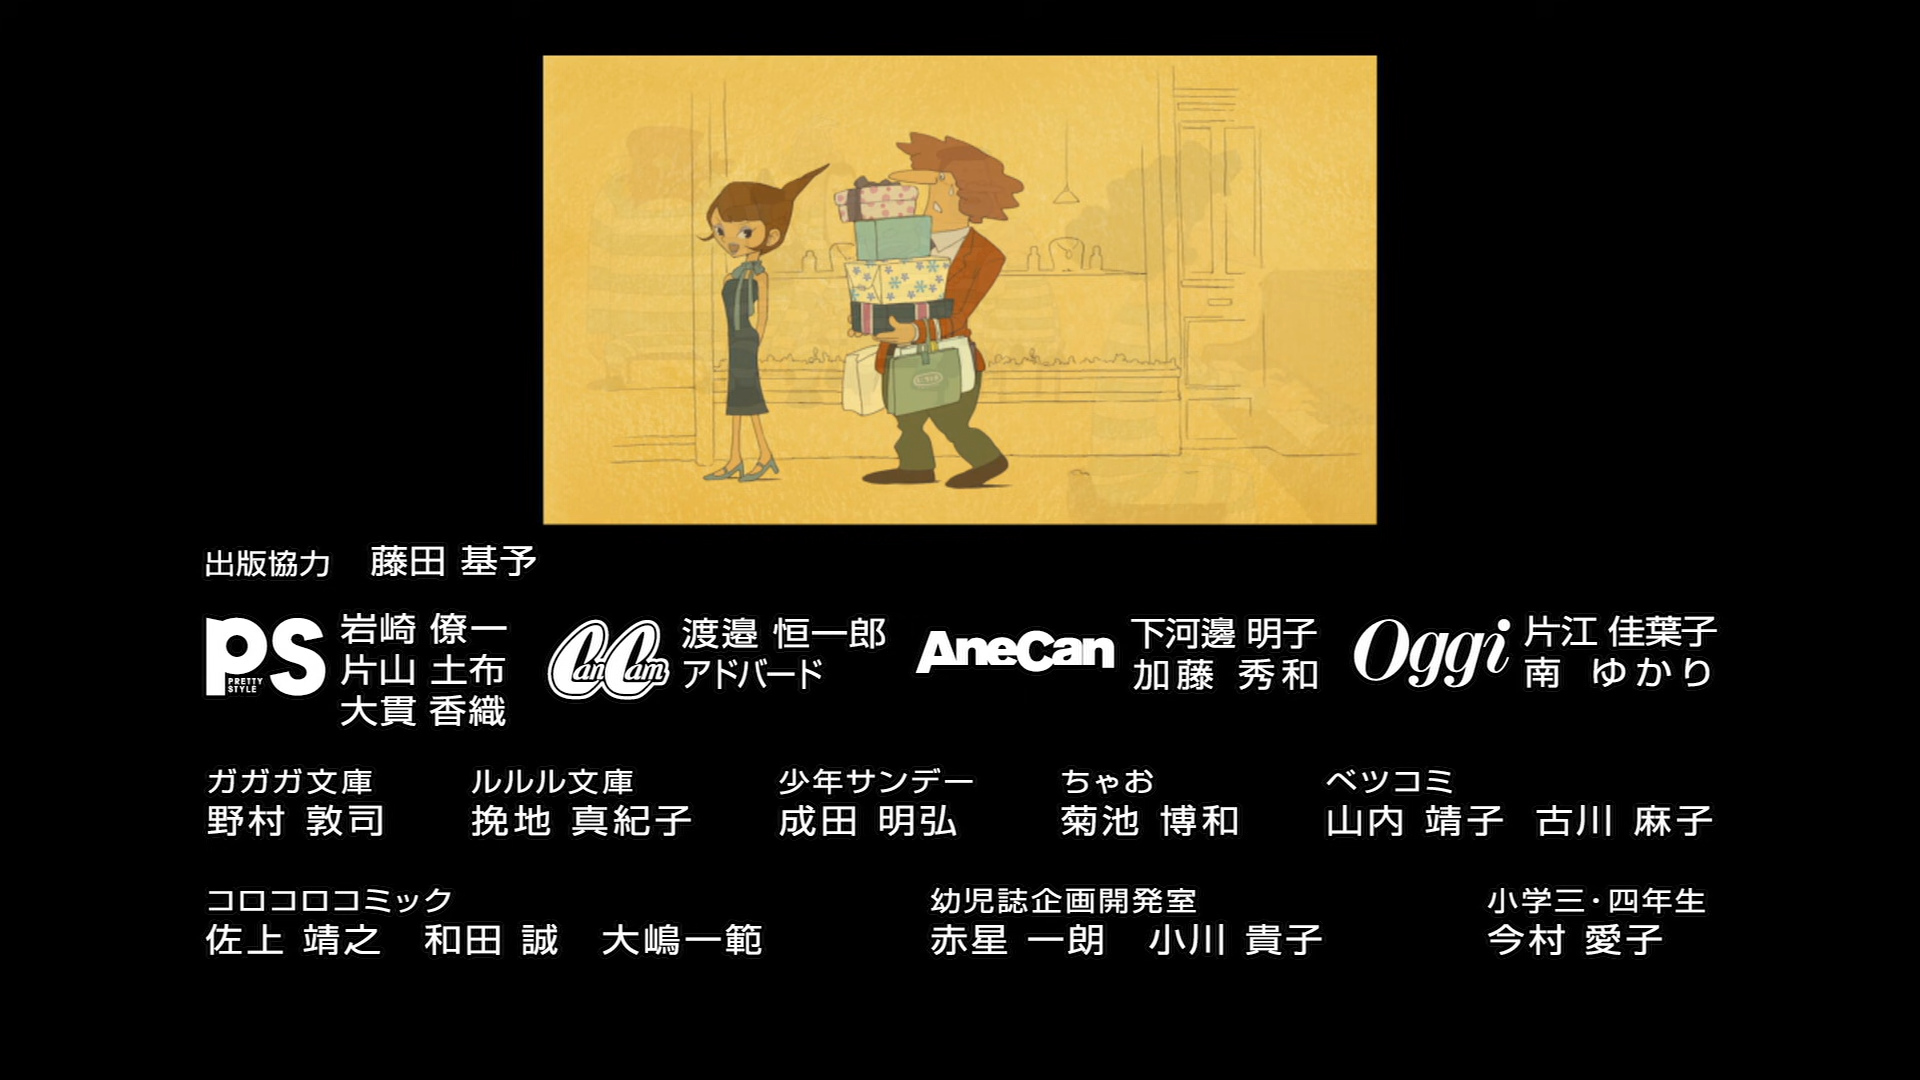 出版協力 藤田 基予
PS PRETTY STYLE 岩崎 僚一
片山 土布
大貫 香織
CanCam 渡邉 恒一郎
アドバード
AneCan 下河邊 明子
加藤 秀和
Oggi 片江 佳葉子
南 ゆかり
ガガガ文庫
野村 敦司
ルルル文庫
挽地 真紀子
少年サンデー
成田 明弘
ちゃお
菊池 博和
ベツコミ
山内 靖子 古川 麻子
コロコロコミック
佐上 靖之 和田 誠 大嶋一範
幼児誌企画開発室
赤星 一朗 小川 貴子
小学三・四年生
今村 愛子